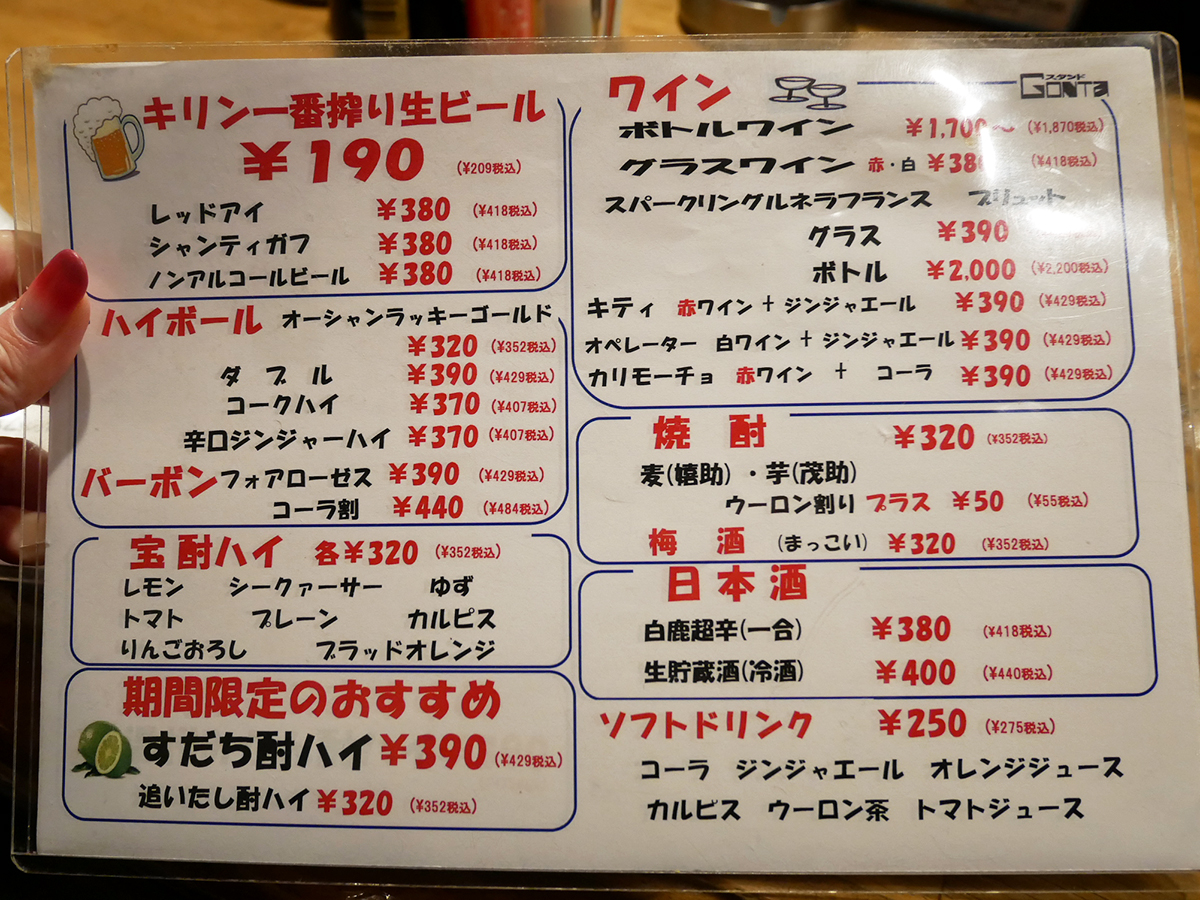 キリン一番搾り生ビール
¥190 (¥209税込)
レッドアイ ¥380 (¥418税込)
シャンティガフ ¥380 (¥418税込)
ノンアルコールビール ¥380 (¥418税込)
ハイボール オーシャンラッキーゴールド
¥320 (¥352税込)
ダブル ¥390 (¥429税込)
コークハイ ¥370 (¥407税込)
辛口ジンジャーハイ ¥370 (¥407税込)
バーボン フォアローゼス ¥390 (¥429税込)
コーラ割 ¥440 (¥484税込)
宝酎ハイ 各¥320 (¥352税込)
レモン シークァーサー ゆず
トマト プレーン カルピス
りんごおろし ブラッドオレンジ
期間限定のおすすめ
すだち酎ハイ ¥390 (¥429税込)
追いたし酎ハイ ¥320 (¥352税込)
スタンド
GONTA
ワイン
ボトルワイン ¥1,700〜 (¥1,870税込)
グラスワイン 赤・白 ¥380 (¥418税込)
スパークリングルネラフランス ブリュット
グラス ¥390
ボトル ¥2,000 (¥2,200税込)
キティ 赤ワイン + ジンジャエール ¥390 (¥429税込)
オペレーター 白ワイン + ジンジャエール ¥390 (¥429税込)
カリモーチョ 赤ワイン + コーラ ¥390 (¥429税込)
焼酎 ¥320 (¥352税込)
麦(嬉助)・芋(茂助)
ウーロン割り プラス ¥50 (¥55税込)
梅酒 (まっこい) ¥320 (¥352税込)
日本酒
白鹿超辛(一合) ¥380 (¥418税込)
生貯蔵酒(冷酒) ¥400 (¥440税込)
ソフトドリンク ¥250 (¥275税込)
コーラ ジンジャエール オレンジジュース
カルピス ウーロン茶 トマトジュース